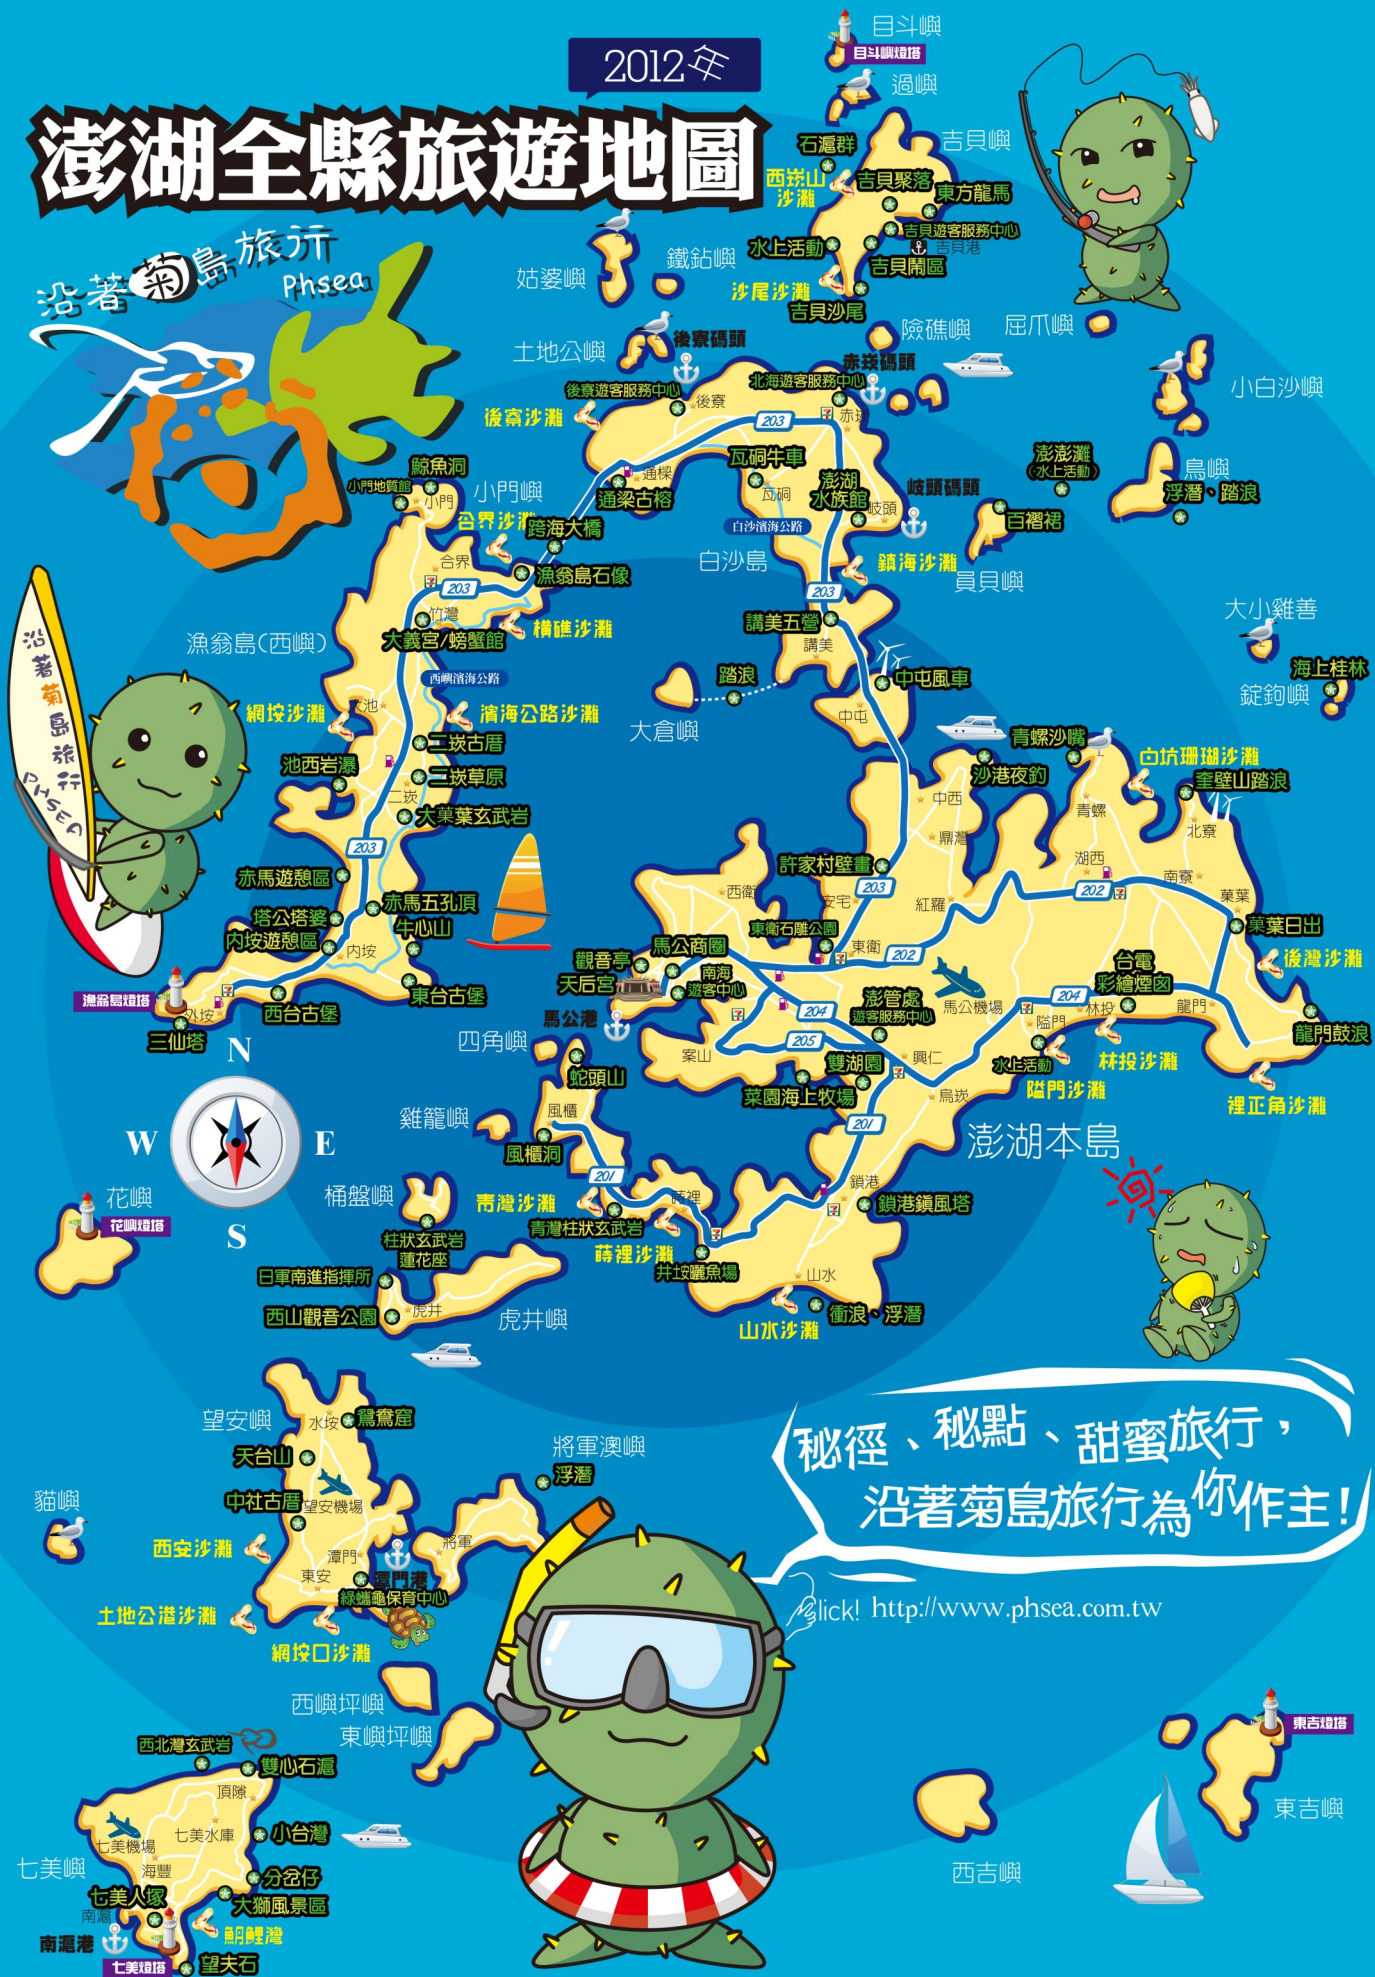 2012年
澎湖全縣旅遊地圖
沿著菊島旅行
Phsea
目斗嶼
目斗嶼燈塔
過嶼
吉貝嶼
石滬群
西崁山
沙灘
吉貝聚落
東方龍馬
吉貝遊客服務中心
吉貝港
水上活動
吉貝鬧區
沙尾沙灘
吉貝沙尾
姑婆嶼
鐵鉆嶼
險礁嶼
屈爪嶼
土地公嶼
後寮碼頭
赤崁碼頭
後寮遊客服務中心
北海遊客服務中心
後寮
後寮沙灘
203
赤崁
小白沙嶼
鳥嶼
浮潛、踏浪
澎澎灘
(水上活動)
通樑
通梁古榕
瓦硐牛車
瓦硐
澎湖
水族館
岐頭碼頭
岐頭
百褶裙
員貝嶼
白沙濱海公路
白沙島
鎮海沙灘
203
講美五營
講美
鯨魚洞
小門地質館
小門
小門嶼
合界沙灘
跨海大橋
合界
漁翁島石像
203
竹灣
大義宮/螃蟹館
橫礁沙灘
漁翁島(西嶼)
西嶼濱海公路
網垵沙灘
大池
濱海公路沙灘
二崁古厝
池西岩瀑
二崁草原
二崁
大菓葉玄武岩
203
赤馬遊憩區
赤馬五孔頂
塔公塔婆
牛心山
內垵遊憩區
內垵
東台古堡
西台古堡
漁翁島燈塔
外垵
三仙塔
沿著菊島旅行
PHSEA
踏浪
大倉嶼
中屯風車
中屯
大小雞善
海上桂林
錠鉤嶼
青螺沙嘴
沙港夜釣
白坑珊瑚沙灘
奎壁山踏浪
中西
青螺
北寮
鼎灣
湖西
許家村壁畫
203
202
南寮
菓葉
西衛
安宅
紅羅
菓葉日出
東衛石雕公園
東衛
202
後灣沙灘
馬公商圈
觀音亭
天后宮
南海
遊客中心
澎管處
遊客服務中心
馬公機場
台電
彩繪煙囪
204
林投
龍門
龍門鼓浪
馬公港
204
205
案山
雙湖園
興仁
隘門
水上活動
林投沙灘
菜園海上牧場
烏崁
隘門沙灘
裡正角沙灘
201
澎湖本島
四角嶼
蛇頭山
雞籠嶼
風櫃
風櫃洞
201
桶盤嶼
青灣沙灘
蒔裡
鎖港
鎖港鎮風塔
青灣柱狀玄武岩
柱狀玄武岩
蓮花座
蒔裡沙灘
井垵曬魚場
日軍南進指揮所
山水
西山觀音公園
虎井
虎井嶼
山水沙灘
衝浪、浮潛
N
W
E
S
花嶼
花嶼燈塔
望安嶼
水垵
鴛鴦窟
天台山
將軍澳嶼
浮潛
中社古厝
望安機場
貓嶼
西安沙灘
將軍
潭門
潭門港
東安
綠蠵龜保育中心
土地公港沙灘
網垵口沙灘
西嶼坪嶼
東嶼坪嶼
秘徑、秘點、甜蜜旅行，
沿著菊島旅行為你作主!
Click! http://www.phsea.com.tw
西北灣玄武岩
雙心石滬
頂隙
七美機場
七美水庫
小台灣
七美嶼
海豐
分岔仔
七美人塚
大獅風景區
南滬
南滬港
鮪鯉灣
七美燈塔
望夫石
東吉燈塔
東吉嶼
西吉嶼